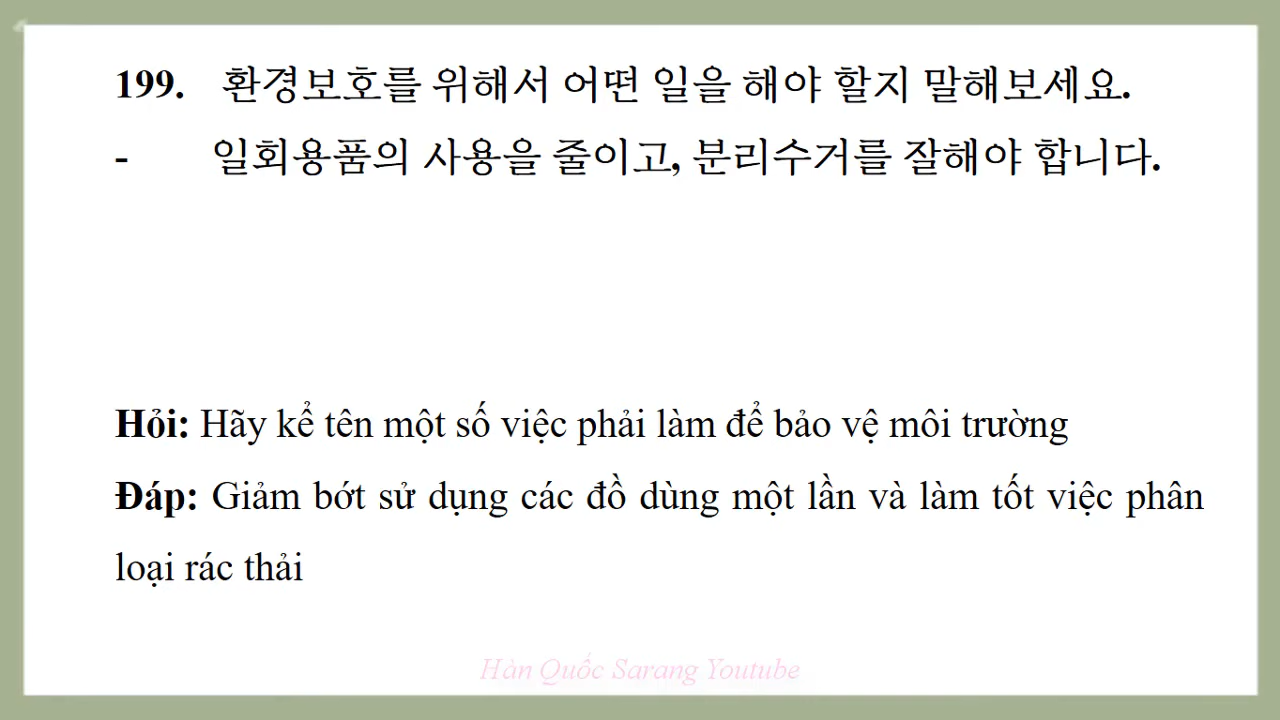 199. 환경보호를 위해서 어떤 일을 해야 할지 말해보세요.
- 일회용품의 사용을 줄이고, 분리수거를 잘해야 합니다.
Hỏi: Hãy kể tên một số việc phải làm để bảo vệ môi trường
Đáp: Giảm bớt sử dụng các đồ dùng một lần và làm tốt việc phân
loại rác thải
Hàn Quốc Sarang Youtube